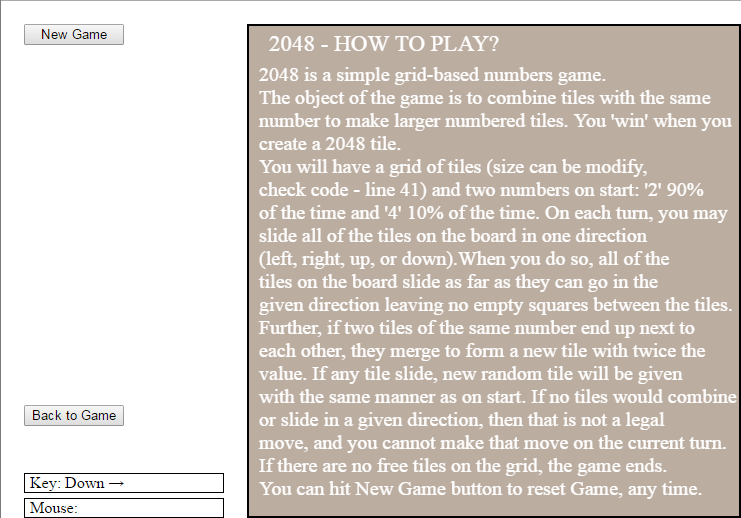 New Game
2048 - HOW TO PLAY?
2048 is a simple grid-based numbers game.
The object of the game is to combine tiles with the same
number to make larger numbered tiles. You 'win' when you
create a 2048 tile.
You will have a grid of tiles (size can be modify,
check code - line 41) and two numbers on start: '2' 90%
of the time and '4' 10% of the time. On each turn, you may
slide all of the tiles on the board in one direction
(left, right, up, or down).When you do so, all of the
tiles on the board slide as far as they can go in the
given direction leaving no empty squares between the tiles.
Further, if two tiles of the same number end up next to
each other, they merge to form a new tile with twice the
value. If any tile slide, new random tile will be given
with the same manner as on start. If no tiles would combine
or slide in a given direction, then that is not a legal
move, and you cannot make that move on the current turn.
If there are no free tiles on the grid, the game ends.
You can hit New Game button to reset Game, any time.
Back to Game
Key: Down →
Mouse: